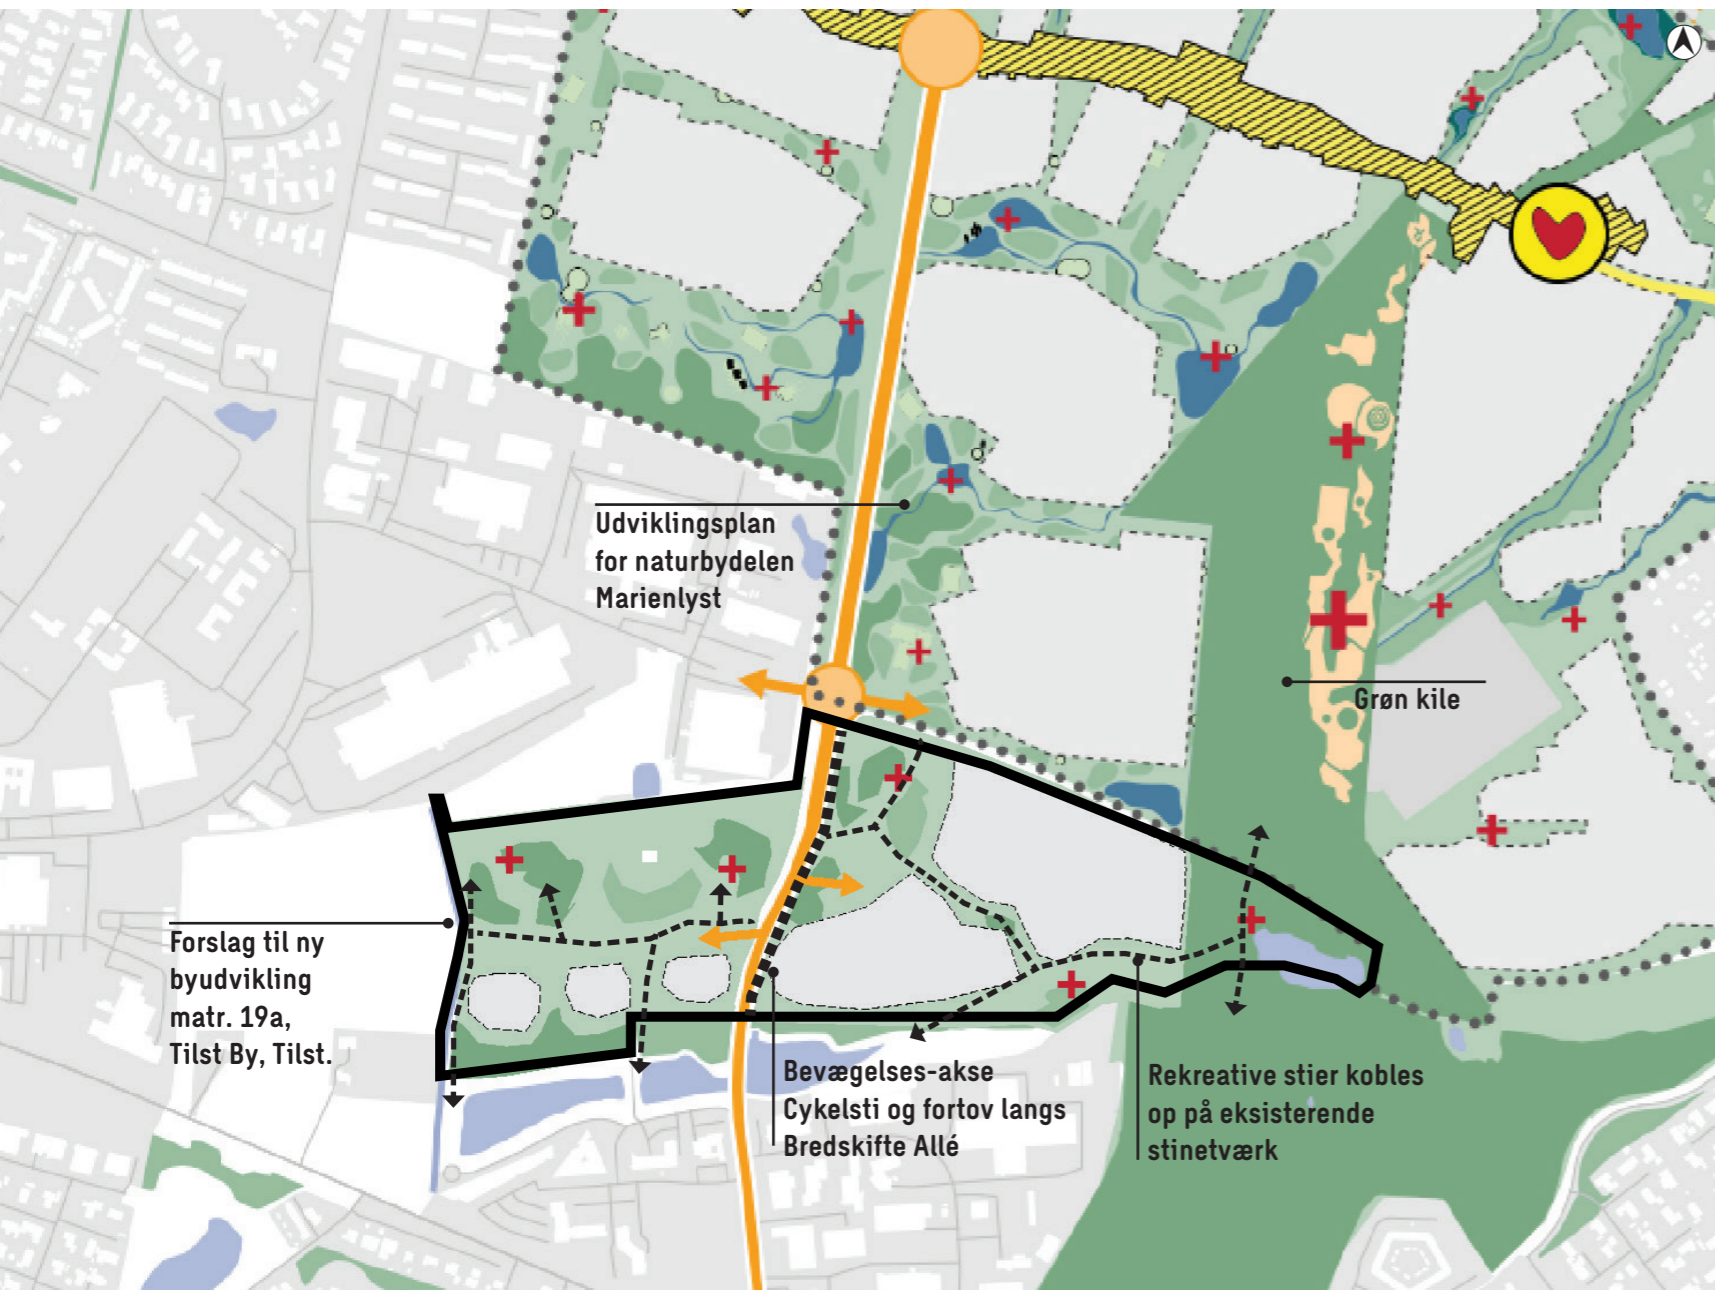 Udviklingsplan
for naturbydelen
Marienlyst
Grøn kile
Forslag til ny
byudvikling
matr. 19a,
Tilst By, Tilst.
Bevægelses-akse
Cykelsti og fortov langs
Bredskifte Allé
Rekreative stier kobles
op på eksisterende
stinetværk